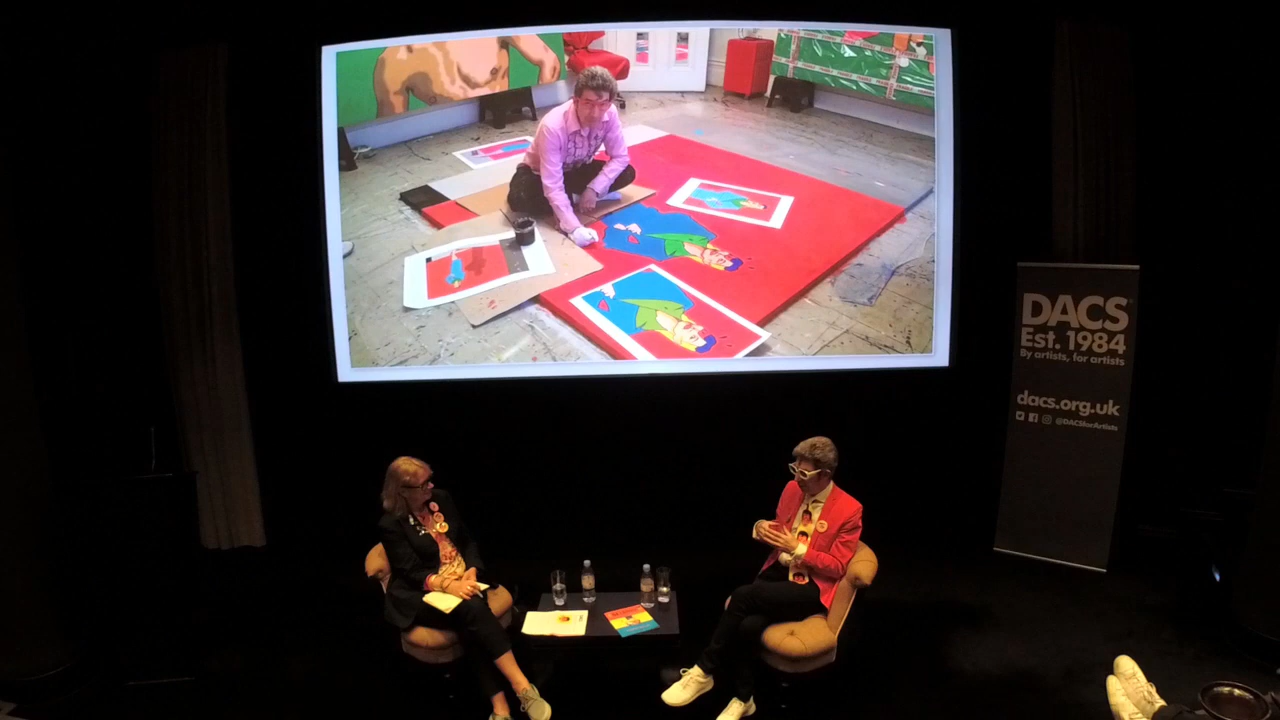 DACS
Est. 1984
By artists, for artists
dacs.org.uk
@DACSforArtists